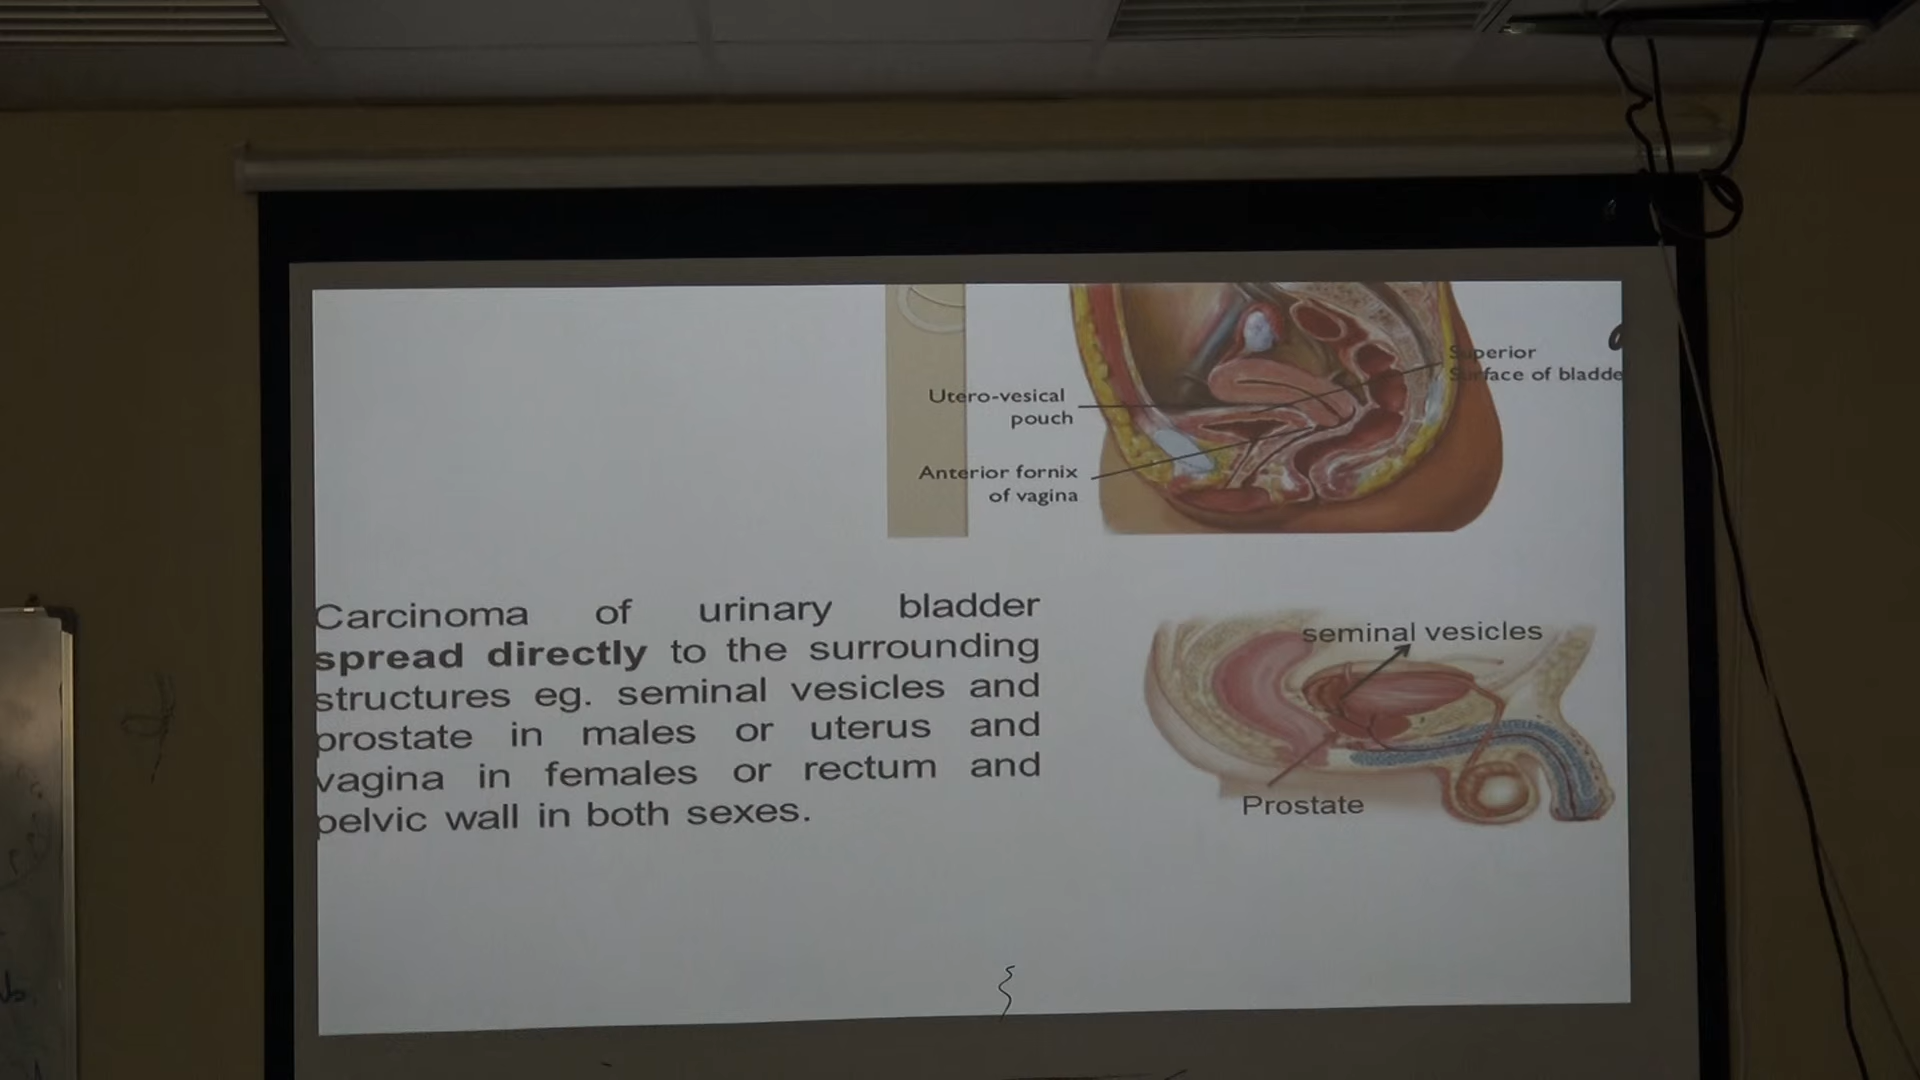 Superior
Surface of bladde
Utero-vesical
pouch
Anterior fornix
of vagina
Carcinoma of urinary bladder
spread directly to the surrounding
structures eg. seminal vesicles and
prostate in males or uterus and
vagina in females or rectum and
pelvic wall in both sexes.
seminal vesicles
Prostate